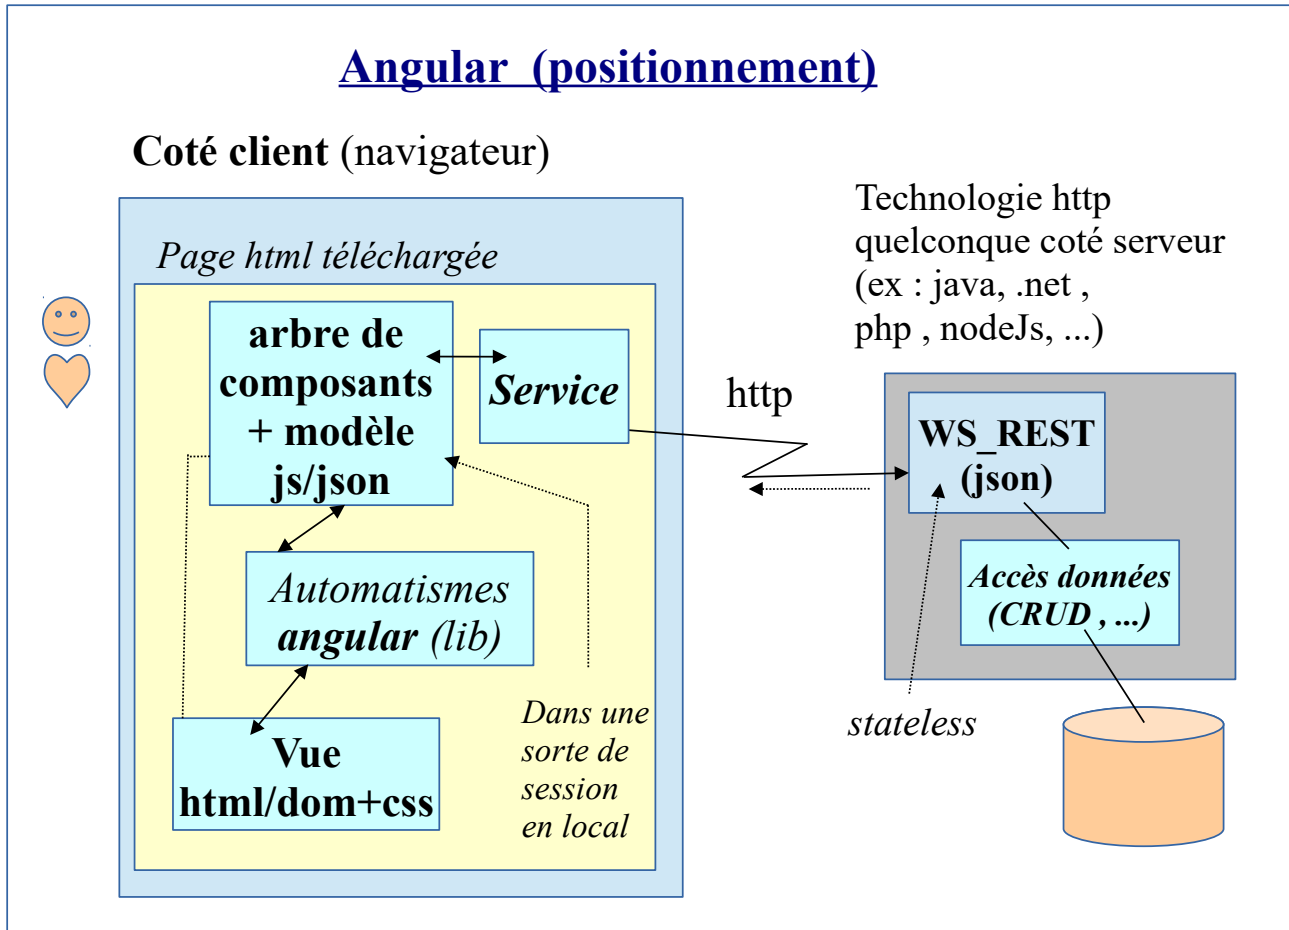 Angular (positionnement)
Coté client (navigateur)
Page html téléchargée
arbre de
composants
+ modèle
js/json
Service
Automatismes
angular (lib)
Vue
html/dom+css
Dans une
sorte de
session
en local
http
Technologie http
quelconque coté serveur
(ex : java, .net ,
php , nodeJs, ...)
WS_REST
(json)
Accès données
(CRUD , ...)
stateless